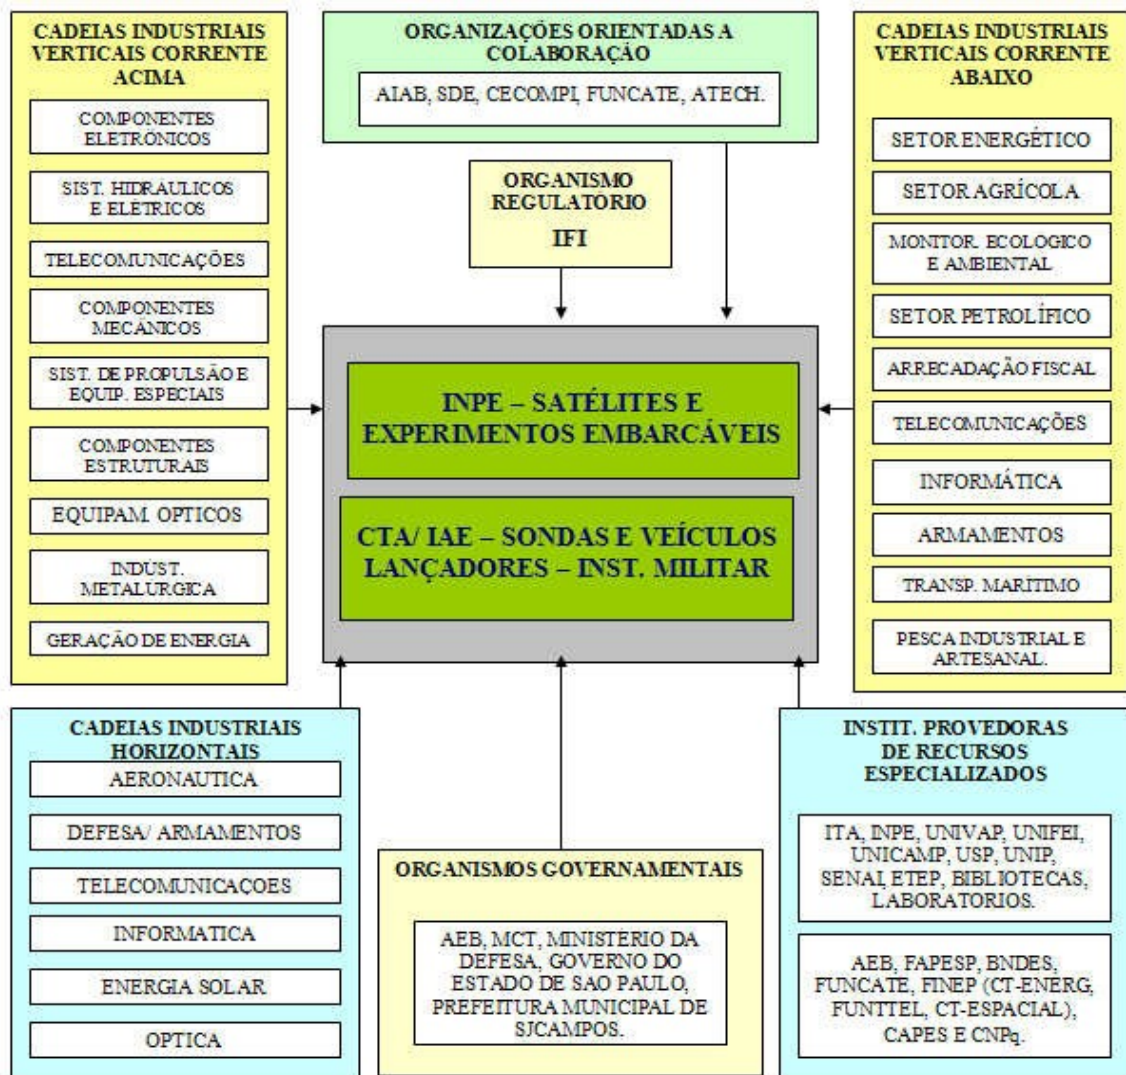 CADEIAS INDUSTRIAIS
VERTICAIS CORRENTE
ACIMA
COMPONENTES
ELETRÔNICOS
SIST. HIDRAULICOS
E ELÉTRICOS
TELECOMUNICAÇÕES
COMPONENTES
MECÂNICOS
SIST. DE PROPULSÃO E
EQUIP. ESPECIAIS
COMPONENTES
ESTRUTURAIS
EQUIPAM. OPTICOS
INDÚST.
METALÚRGICA
GERAÇÃO DE ENERGIA
ORGANIZAÇÕES ORIENTADAS A
COLABORAÇÃO
AIAB, SDE, CECOMPI, FUNCATE, ATECH.
ORGANISMO
REGULATÓRIO
IFI
INPE – SATÉLITES E
EXPERIMENTOS EMBARCÁVEIS
CTA/ IAE – SONDAS E VEÍCULOS
LANÇADORES – INST. MILITAR
CADEIAS INDUSTRIAIS
VERTICAIS CORRENTE
ABAIXO
SETOR ENERGÉTICO
SETOR AGRÍCOLA
MONITOR. ECOLOGICO
E AMBIENTAL
SETOR PETROLÍFICO
ARRECADAÇÃO FISCAL
TELECOMUNICAÇÕES
INFORMÁTICA
ARMAMENTOS
TRANSP. MARÍTIMO
PESCA INDUSTRIAL E
ARTESANAL.
CADEIAS INDUSTRIAIS
HORIZONTAIS
AERONAUTICA
DEFESA/ ARMAMENTOS
TELECOMUNICAÇOES
INFORMATICA
ENERGIA SOLAR
OPTICA
ORGANISMOS GOVERNAMENTAIS
AEB, MCT, MINISTERIO DA
DEFESA, GOVERNO DO
ESTADO DE SAO PAULO,
PREFEITURA MUNICIPAL DE
SJCAMPOS.
INSTIT. PROVEDORAS
DE RECURSOS
ESPECIALIZADOS
ITA, INPE, UNIVAP, UNIFEI,
UNICAMP, USP, UNIP,
SENAI, ETEP, BIBLIOTECAS,
LABORATORIOS.
AEB, FAPESP, BNDES,
FUNCATE, FINEP (CT-ENERG,
FUNTTEL, CT-ESPACIAL),
CAPES E CNPq.